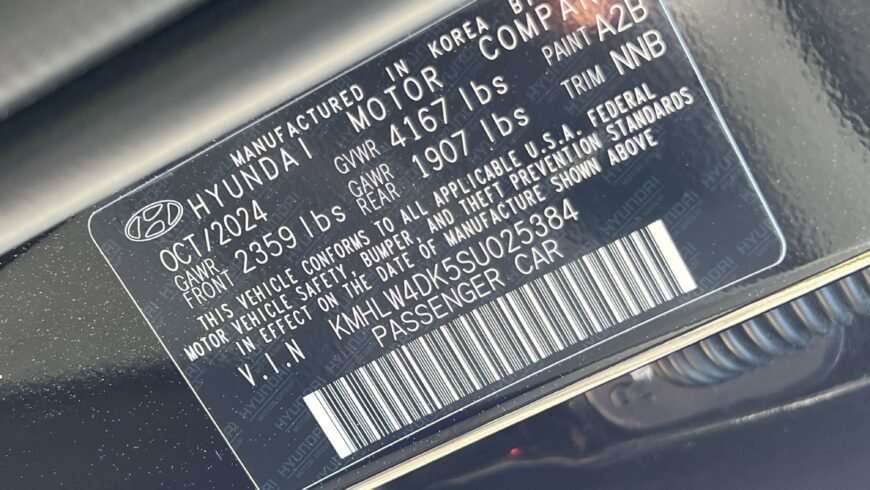 MANUFACTURED IN KOREA BY
HYUNDAI MOTOR COMPANY
OCT/2024 GVWR 4167 lbs PAINT A2B
GAWR FRONT 2359 lbs GAWR REAR 1907 lbs TRIM NNB
THIS VEHICLE CONFORMS TO ALL APPLICABLE U.S.A. FEDERAL
MOTOR VEHICLE SAFETY, BUMPER, AND THEFT PREVENTION STANDARDS
IN EFFECT ON THE DATE OF MANUFACTURE SHOWN ABOVE
V.I.N KMHLW4DK5SU025384
PASSENGER CAR